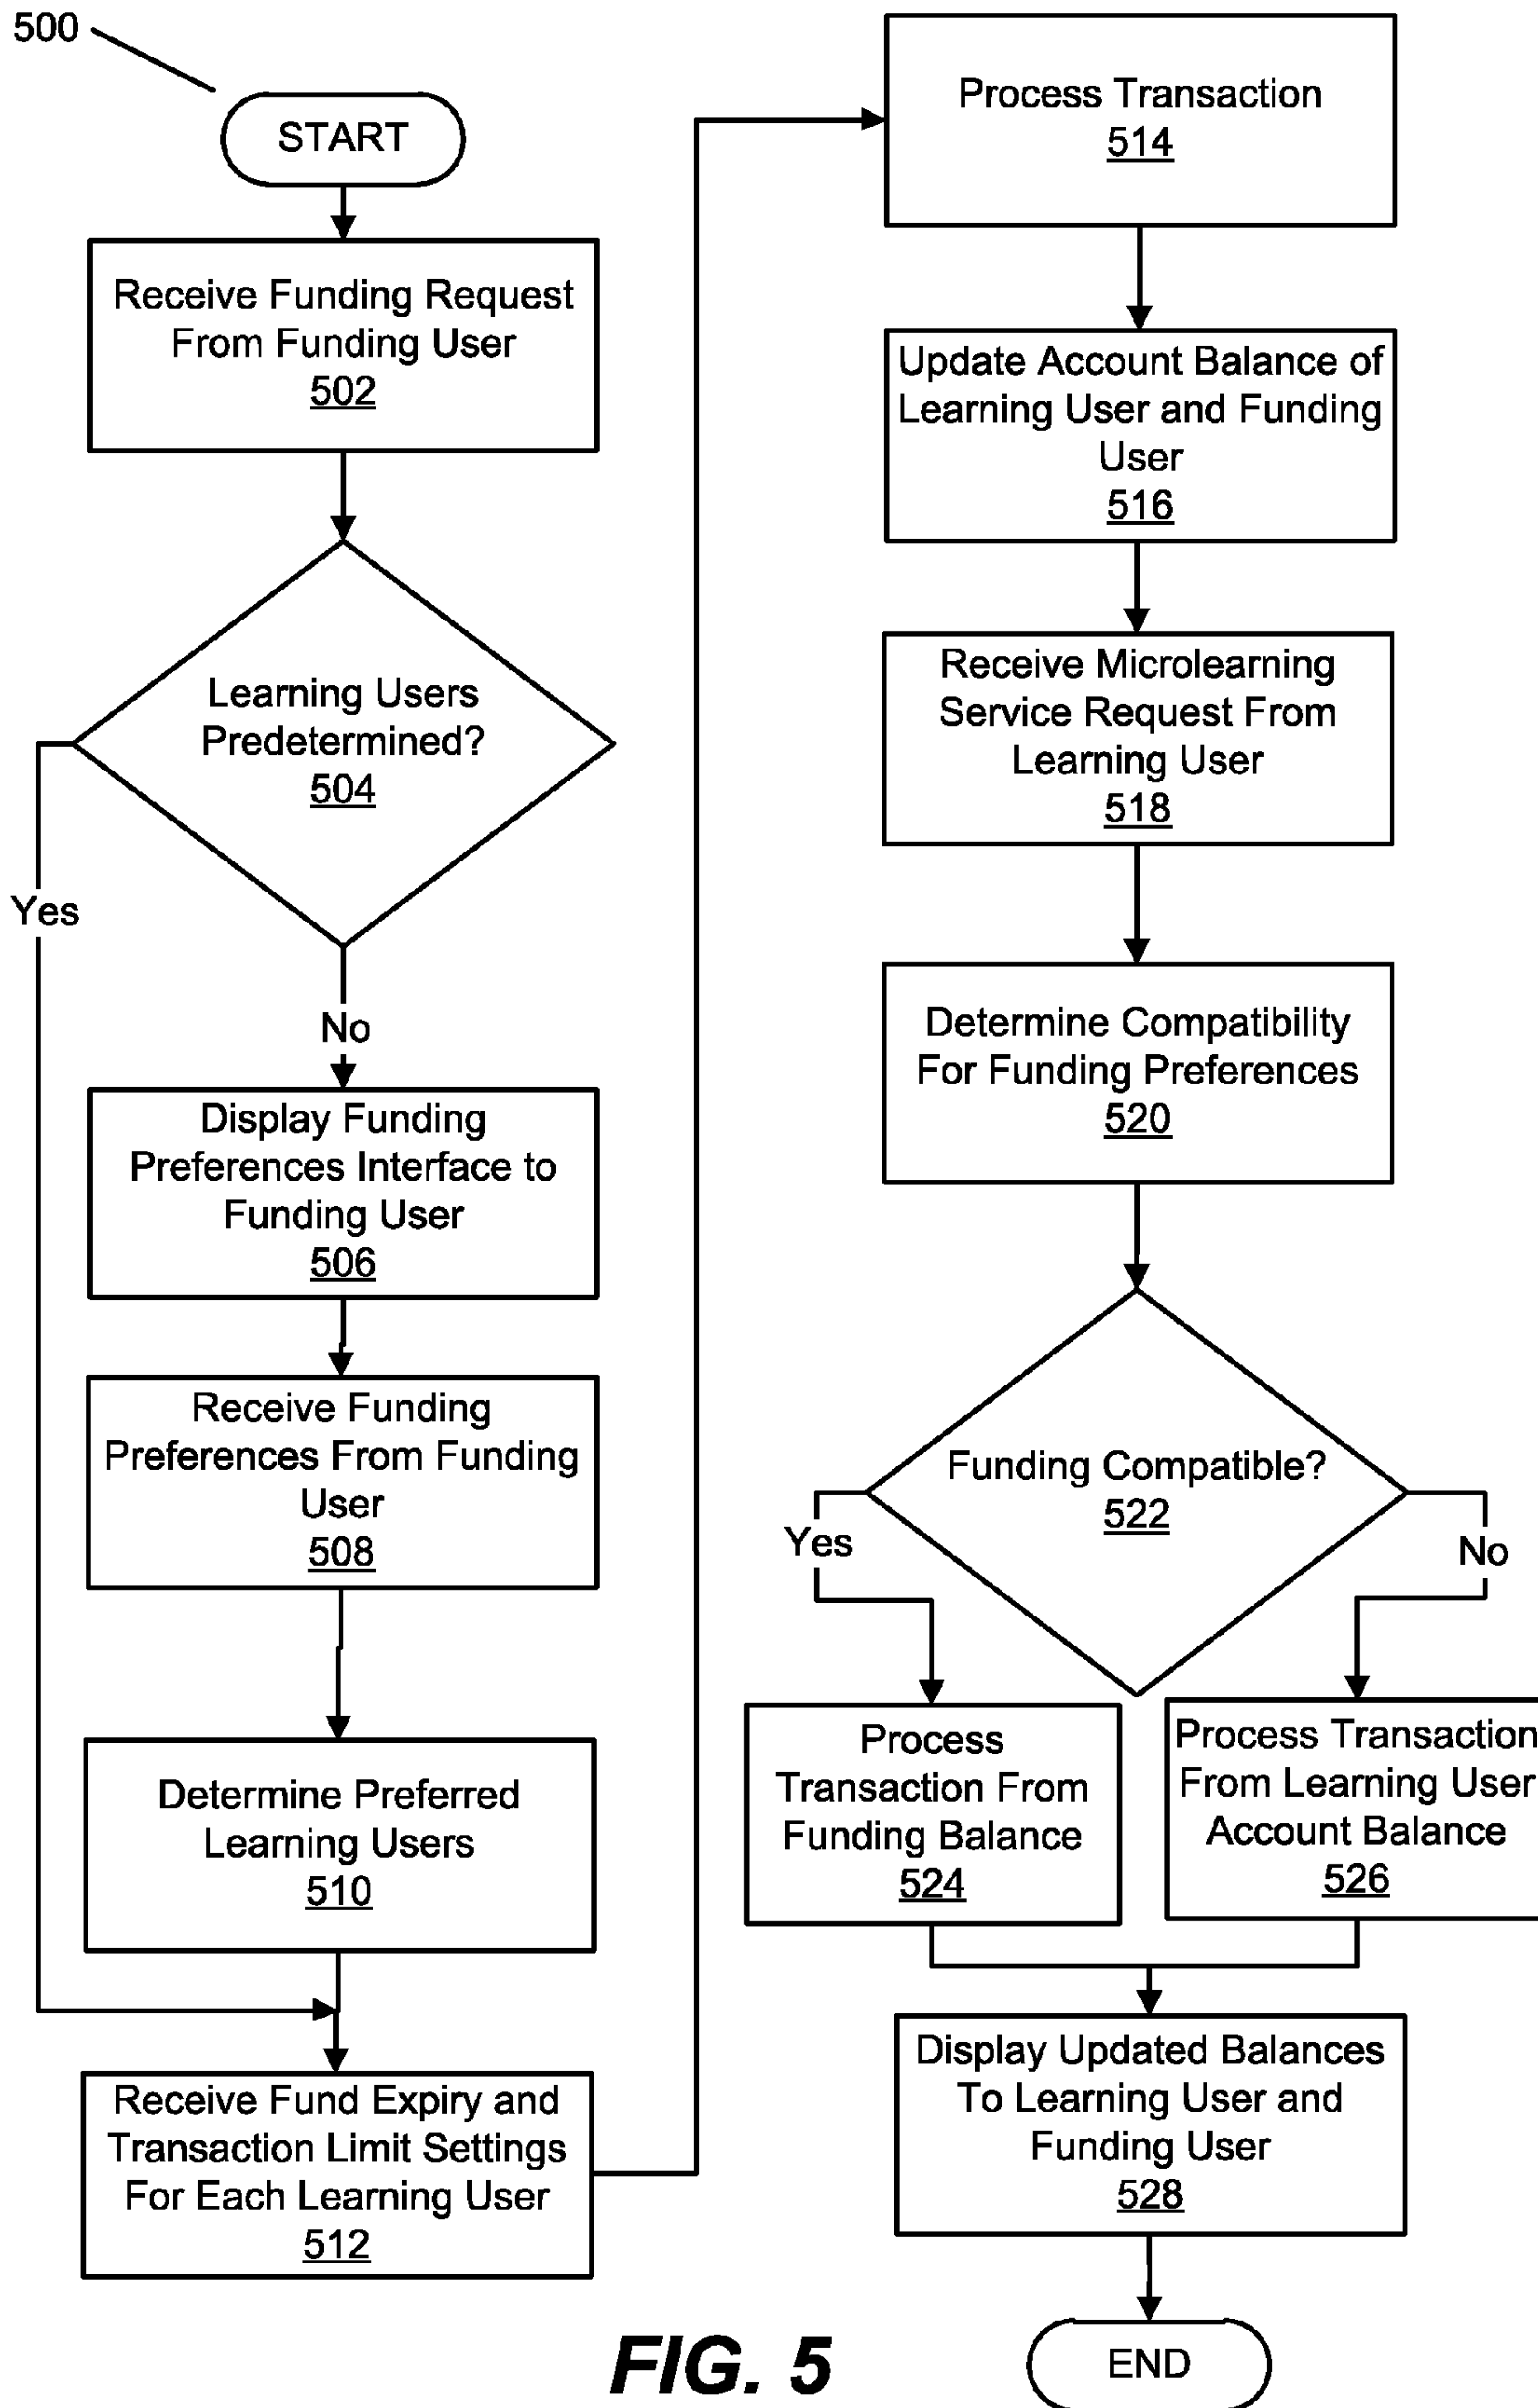 500
START
Receive Funding Request
From Funding User
502
Learning Users
Predetermined?
504
Yes
No
Display Funding
Preferences Interface to
Funding User
506
Receive Funding
Preferences From Funding
User
508
Determine Preferred
Learning Users
510
Receive Fund Expiry and
Transaction Limit Settings
For Each Learning User
512
Process Transaction
514
Update Account Balance of
Learning User and Funding
User
516
Receive Microlearning
Service Request From
Learning User
518
Determine Compatibility
For Funding Preferences
520
Funding Compatible?
522
Yes
No
Process
Transaction From
Funding Balance
524
Process Transaction
From Learning User
Account Balance
526
Display Updated Balances
To Learning User and
Funding User
528
END
FIG. 5